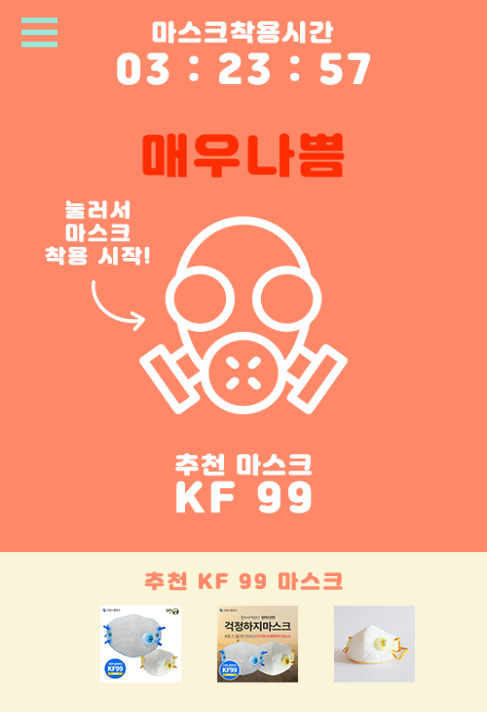 마스크착용시간
03 : 23 : 57
매우나쁨
눌러서
마스크
착용 시작!
추천 마스크
KF 99
추천 KF 99 마스크
KF99
걱정하지마스크
KF99